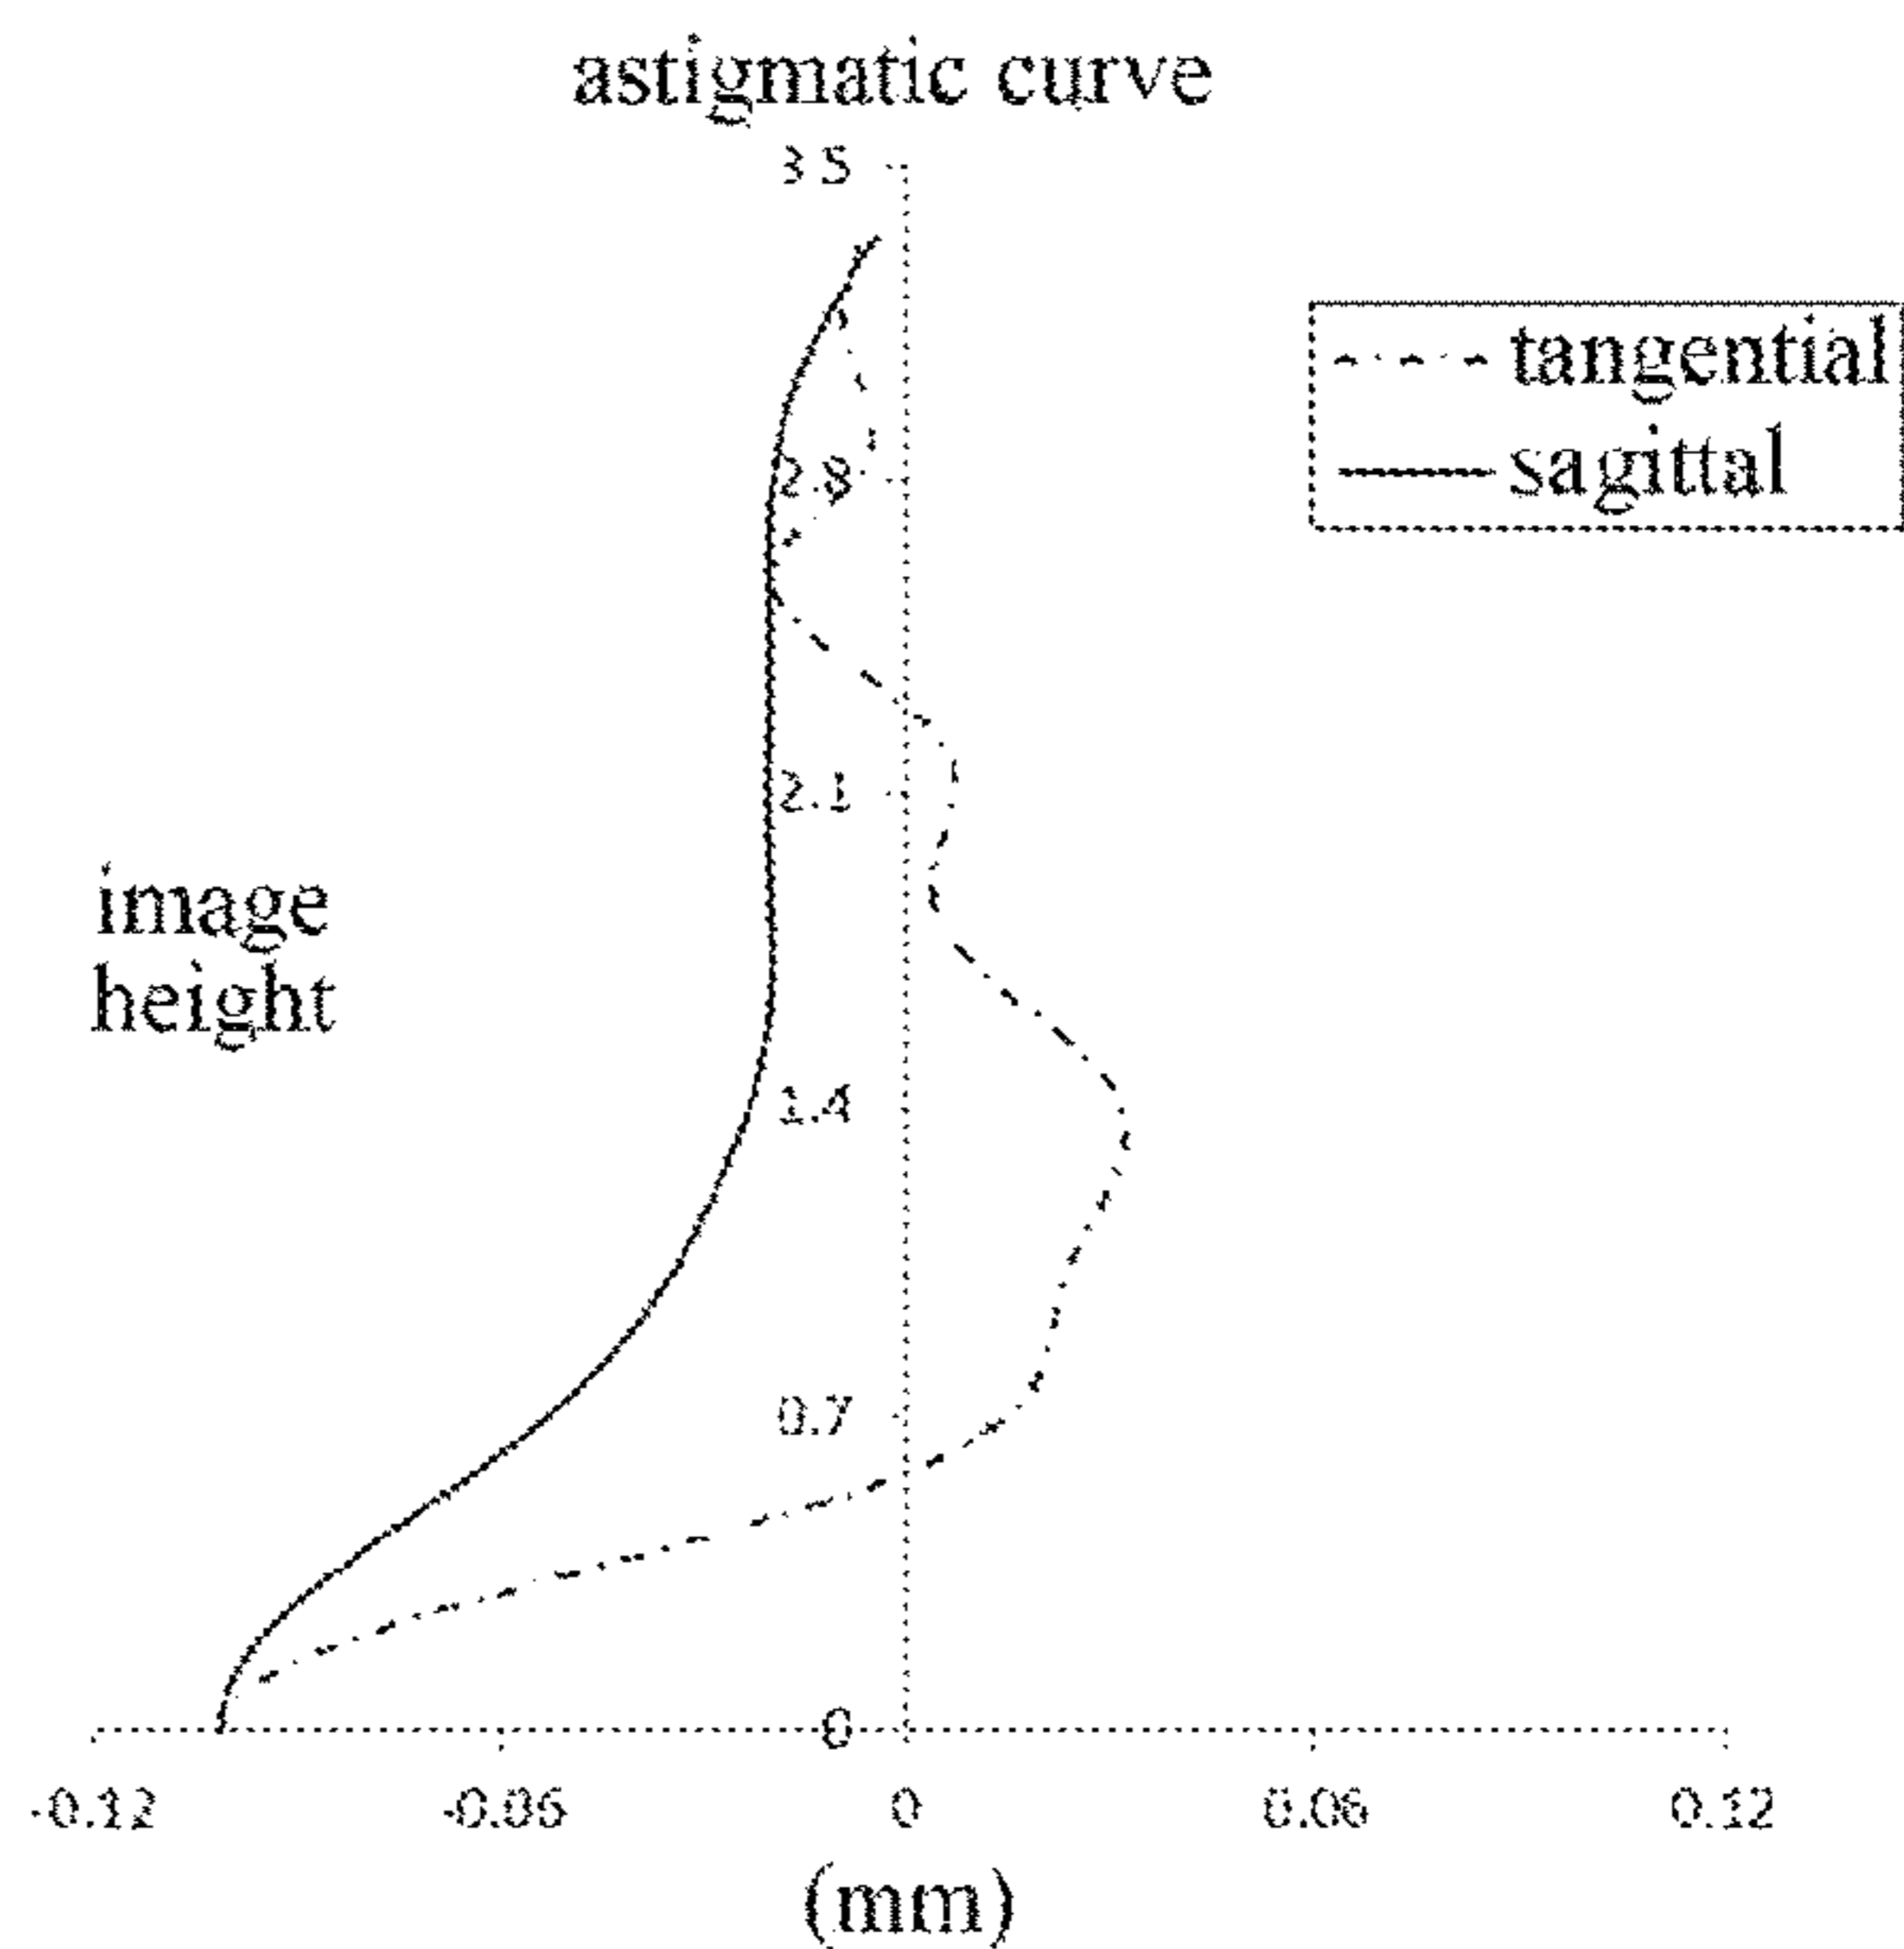 astigmatic curve
3.5
tangential
sagittal
2.8
2.1
image
height
1.4
0.7
0
-0.12
-0.06
0
0.06
0.12
(mm)